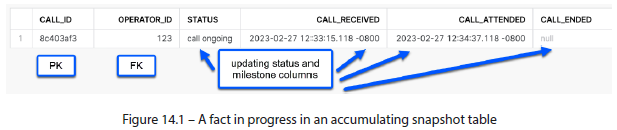 CALL_ID OPERATOR_ID STATUS CALL_RECEIVED CALL_ATTENDED CALL_ENDED
1 8c403af3 123 call ongoing 2023-02-27 12:33:15.118 -0800 2023-02-27 12:34:37.118 -0800 null
PK FK updating status and
milestone columns
Figure 14.1 – A fact in progress in an accumulating snapshot table